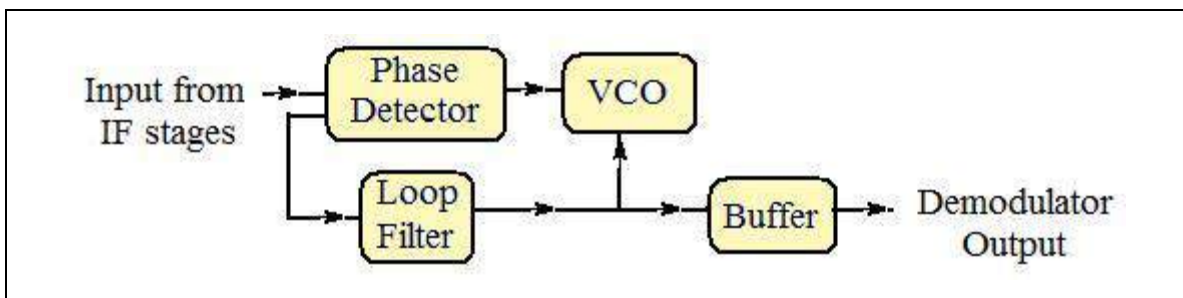 Input from
IF stages
Phase
Detector
VCO
Loop
Filter
Buffer
Demodulator
Output